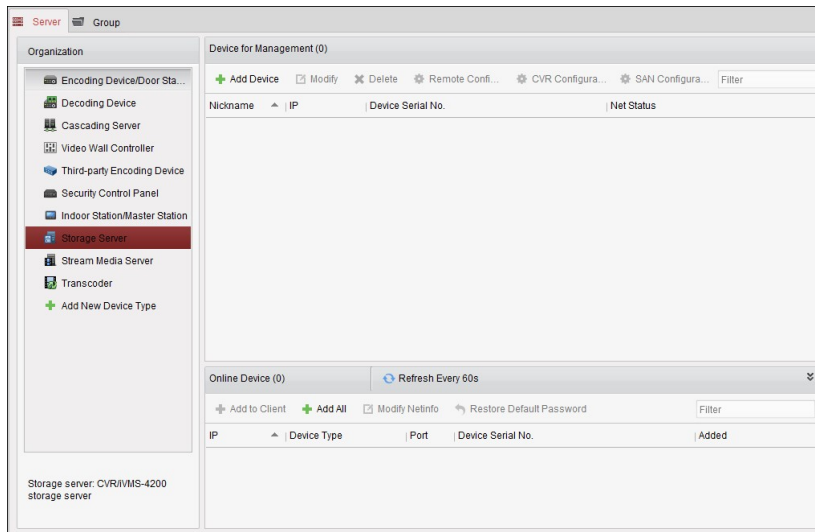 Server Group
Organization
Encoding Device/Door Sta...
Decoding Device
Cascading Server
Video Wall Controller
Third-party Encoding Device
Security Control Panel
Indoor Station/Master Station
Storage Server
Stream Media Server
Transcoder
Add New Device Type
Storage server: CVR/iVMS-4200
storage server
Device for Management (0)
Add Device Modify Delete Remote Confi... CVR Configura... SAN Configura... Filter
Nickname IP Device Serial No. Net Status
Online Device (0) Refresh Every 60s
Add to Client Add All Modify Netinfo Restore Default Password Filter
IP Device Type Port Device Serial No. Added